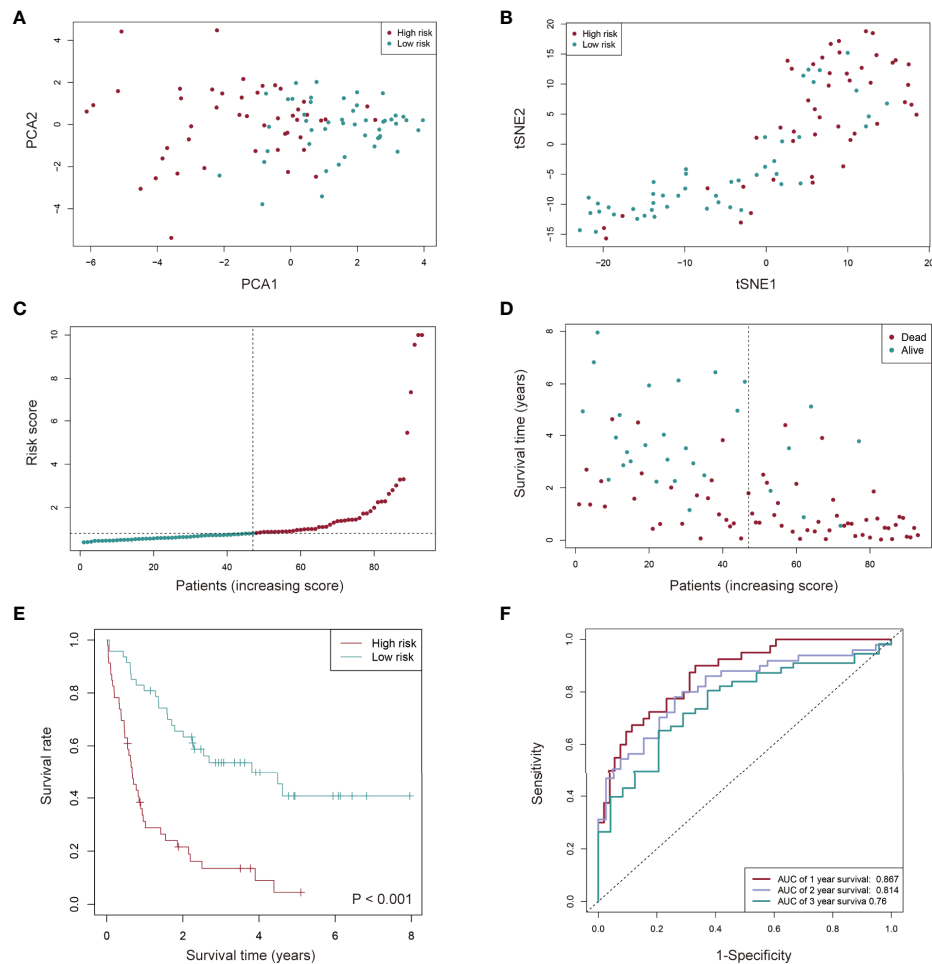 A
High risk
Low risk
PCA2
4
2
0
−2
−4
−6
−4
−2
0
2
4
PCA1
B
High risk
Low risk
tSNE2
20
15
10
5
0
−5
−10
−15
−20
−10
0
10
20
tSNE1
C
Risk score
10
8
6
4
2
0
20
40
60
80
Patients (increasing score)
D
Dead
Alive
Survival time (years)
8
6
4
2
0
0
20
40
60
80
Patients (increasing score)
E
High risk
Low risk
Survival rate
1.0
0.8
0.6
0.4
0.2
0.0
P < 0.001
0
2
4
6
8
Survival time (years)
F
Sensitivity
1.0
0.8
0.6
0.4
0.2
0.0
AUC of 1 year survival: 0.867
AUC of 2 year survival: 0.814
AUC of 3 year surviva 0.76
0.0
0.2
0.4
0.6
0.8
1.0
1-Specificity